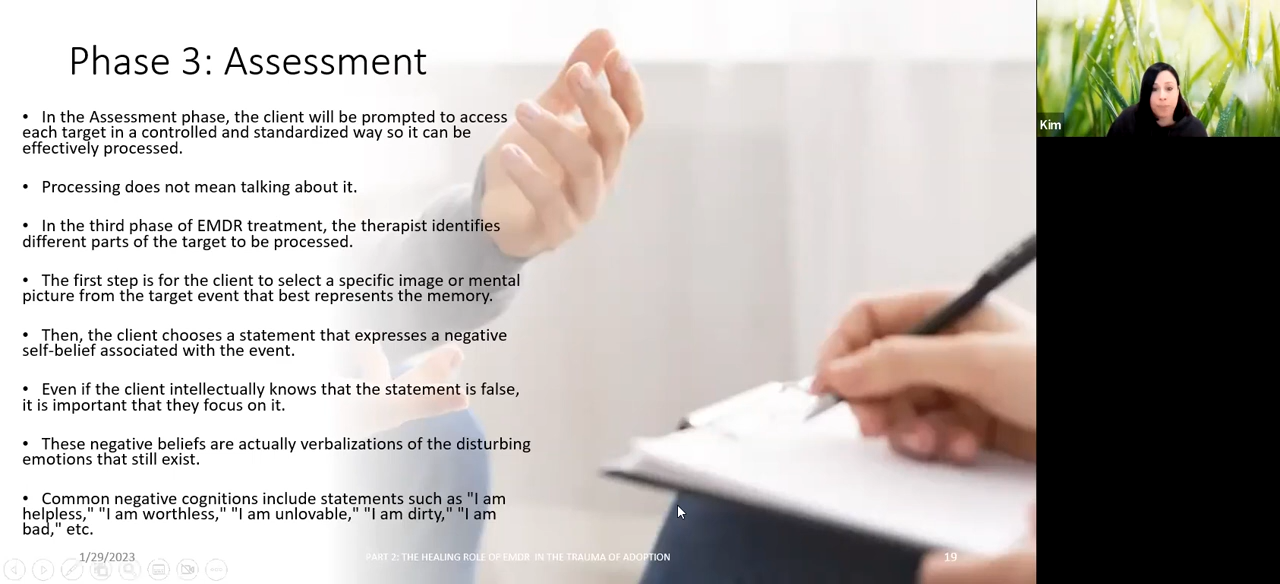 Phase 3: Assessment
• In the Assessment phase, the client will be prompted to access
each target in a controlled and standardized way so it can be
effectively processed.
• Processing does not mean talking about it.
• In the third phase of EMDR treatment, the therapist identifies
different parts of the target to be processed.
• The first step is for the client to select a specific image or mental
picture from the target event that best represents the memory.
• Then, the client chooses a statement that expresses a negative
self-belief associated with the event.
• Even if the client intellectually knows that the statement is false,
it is important that they focus on it.
• These negative beliefs are actually verbalizations of the disturbing
emotions that still exist.
• Common negative cognitions include statements such as "I am
helpless," "I am worthless," "I am unlovable," "I am dirty," "I am
bad," etc.
1/29/2023
PART 2: THE HEALING ROLE OF EMDR IN THE TRAUMA OF ADOPTION
19
Kim